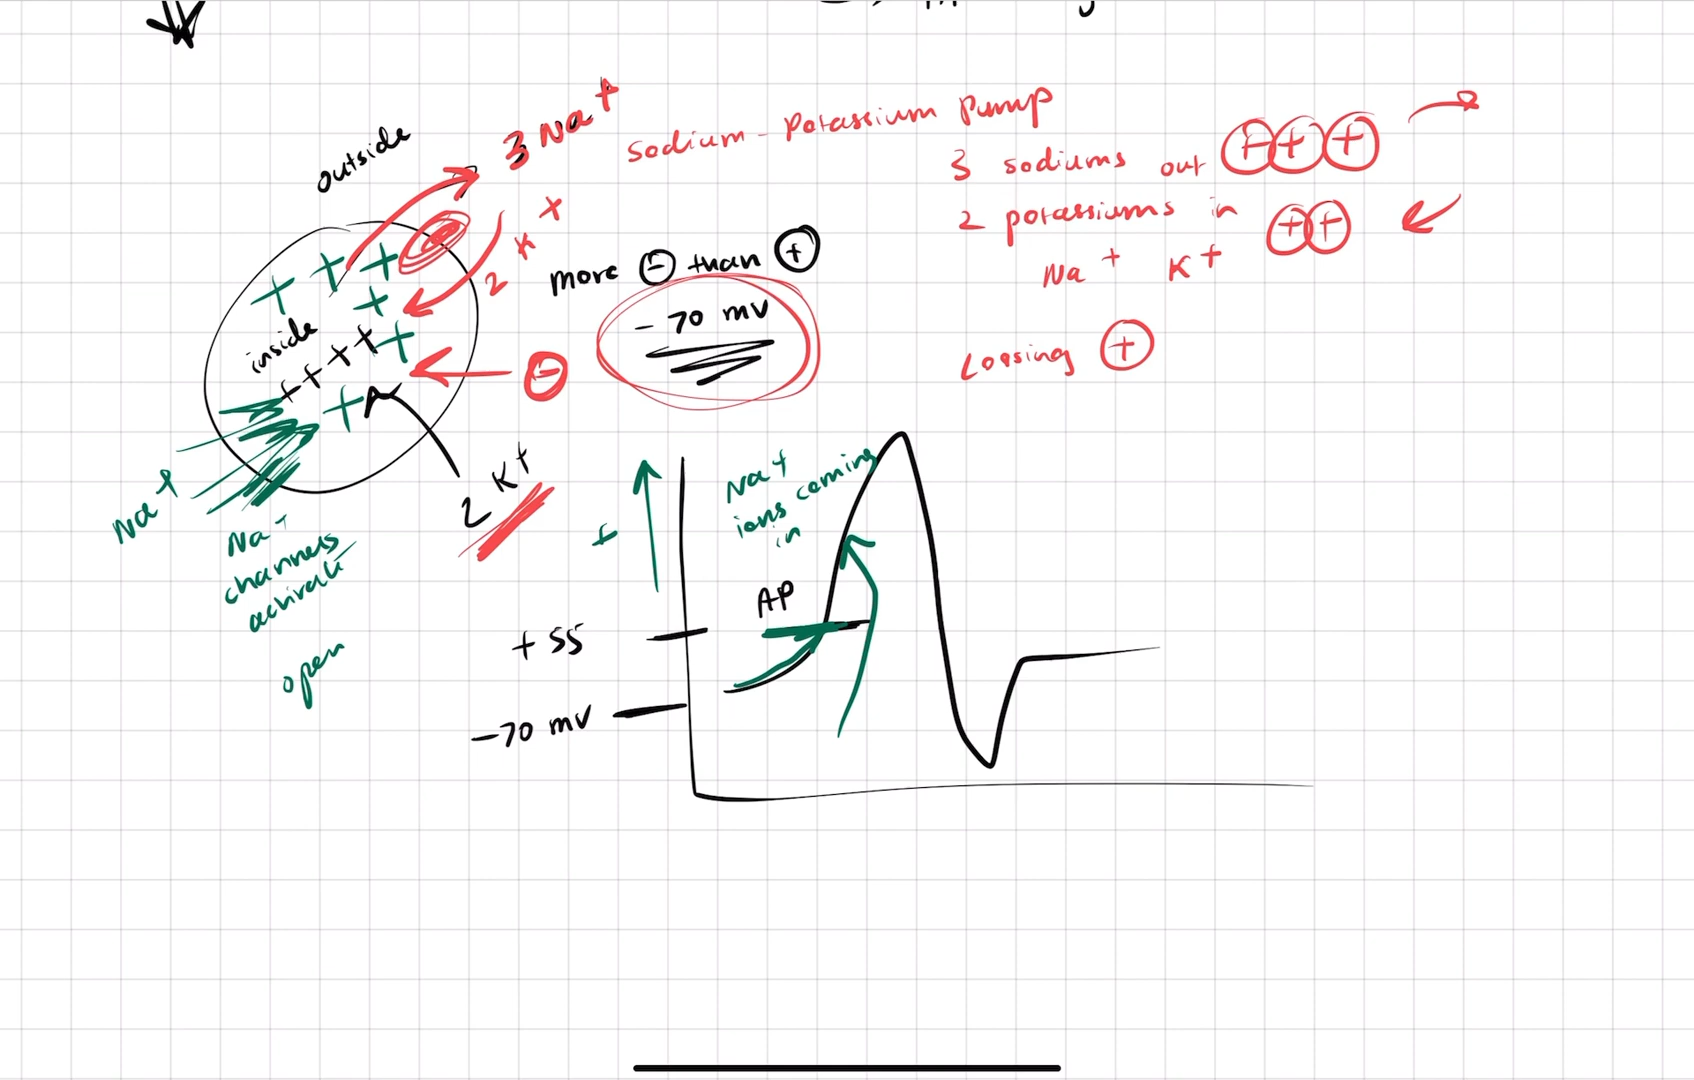 outside
3 Na+
Sodium - Potassium Pump
3 sodiums out + + +
2 potassiums in + +
Na + K +
2 K +
more - than +
- 70 mV
inside
+ + + +
+ + + + + +
-
Loosing +
2 K+
Na+
Na+
channels
activate
open
+
Na+
ions coming
in
AP
+ 55
-70 mV